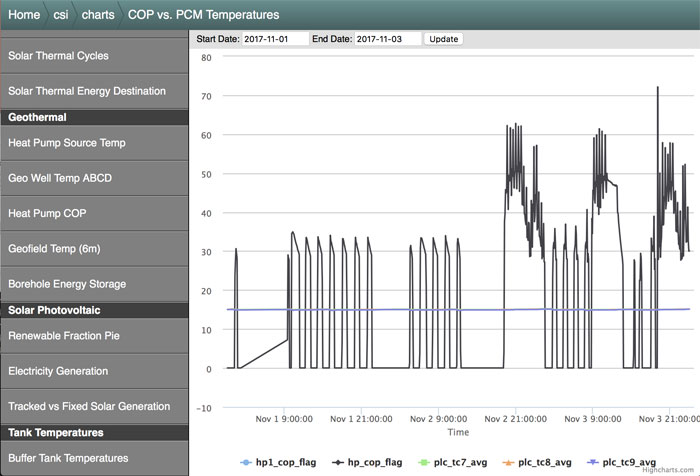 Home csi charts COP vs. PCM Temperatures
Solar Thermal Cycles
Solar Thermal Energy Destination
Geothermal
Heat Pump Source Temp
Geo Well Temp ABCD
Heat Pump COP
Geofield Temp (6m)
Borehole Energy Storage
Solar Photovoltaic
Renewable Fraction Pie
Electricity Generation
Tracked vs Fixed Solar Generation
Tank Temperatures
Buffer Tank Temperatures
Start Date: 2017-11-01 End Date: 2017-11-03 Update
80
70
60
50
40
30
20
10
0
-10
Nov 1 9:00:00 Nov 1 21:00:00 Nov 2 9:00:00 Nov 2 21:00:00 Nov 3 9:00:00 Nov 3 21:00:00
Time
hp1_cop_flag hp_cop_flag plc_tc7_avg plc_tc8_avg plc_tc9_avg
Highcharts.com